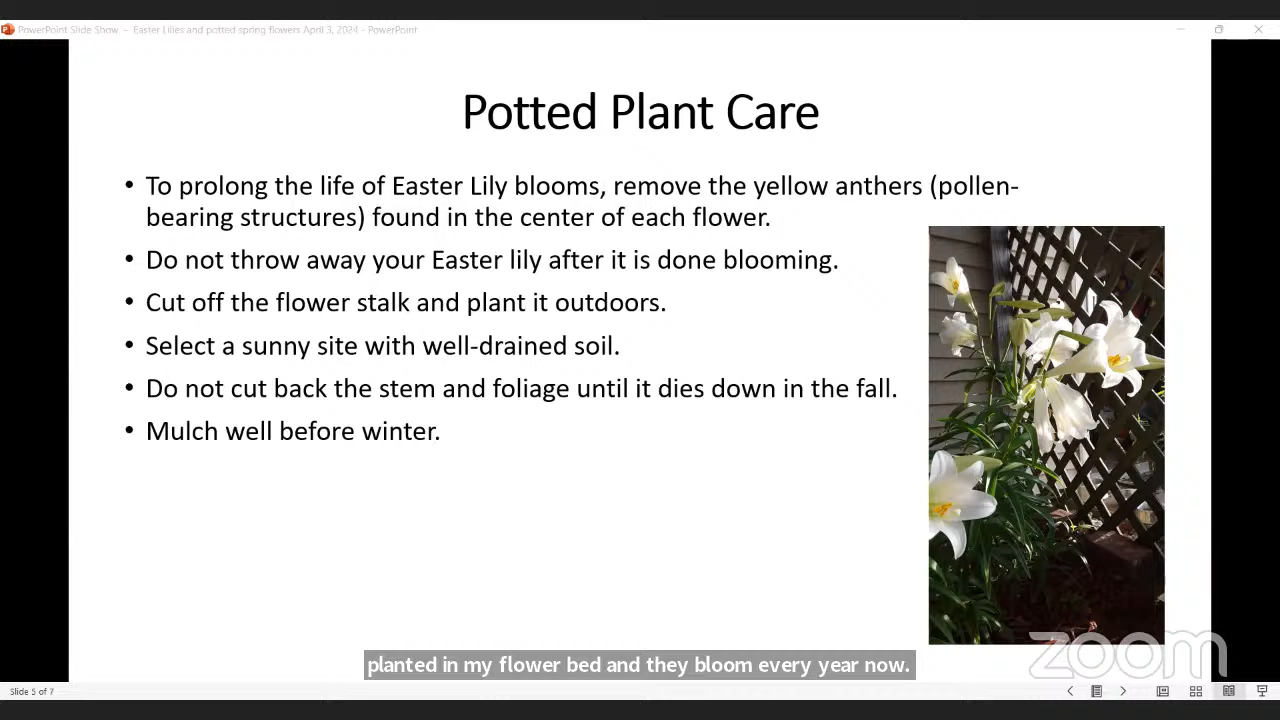 PowerPoint Slide Show – Easter Lilies and potted spring flowers April 3, 2024 - PowerPoint
Potted Plant Care
• To prolong the life of Easter Lily blooms, remove the yellow anthers (pollen-
bearing structures) found in the center of each flower.
• Do not throw away your Easter lily after it is done blooming.
• Cut off the flower stalk and plant it outdoors.
• Select a sunny site with well-drained soil.
• Do not cut back the stem and foliage until it dies down in the fall.
• Mulch well before winter.
zoom
planted in my flower bed and they bloom every year now.
Slide 5 of 7